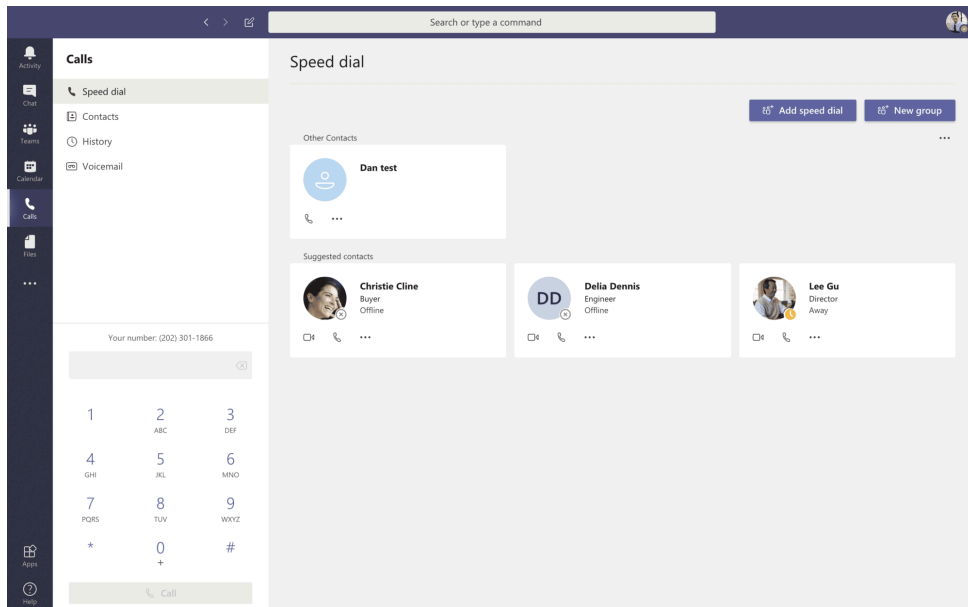 Search or type a command
Activity
Chat
Teams
Calendar
Calls
Files
Apps
Help
Calls
Speed dial
Contacts
History
Voicemail
Your number: (202) 301-1866
1 2 3
ABC DEF
4 5 6
GHI JKL MNO
7 8 9
PQRS TUV WXYZ
* 0 #
+
Call
Speed dial
Add speed dial New group
Other Contacts
Dan test
Suggested contacts
Christie Cline
Buyer
Offline
DD
Delia Dennis
Engineer
Offline
Lee Gu
Director
Away